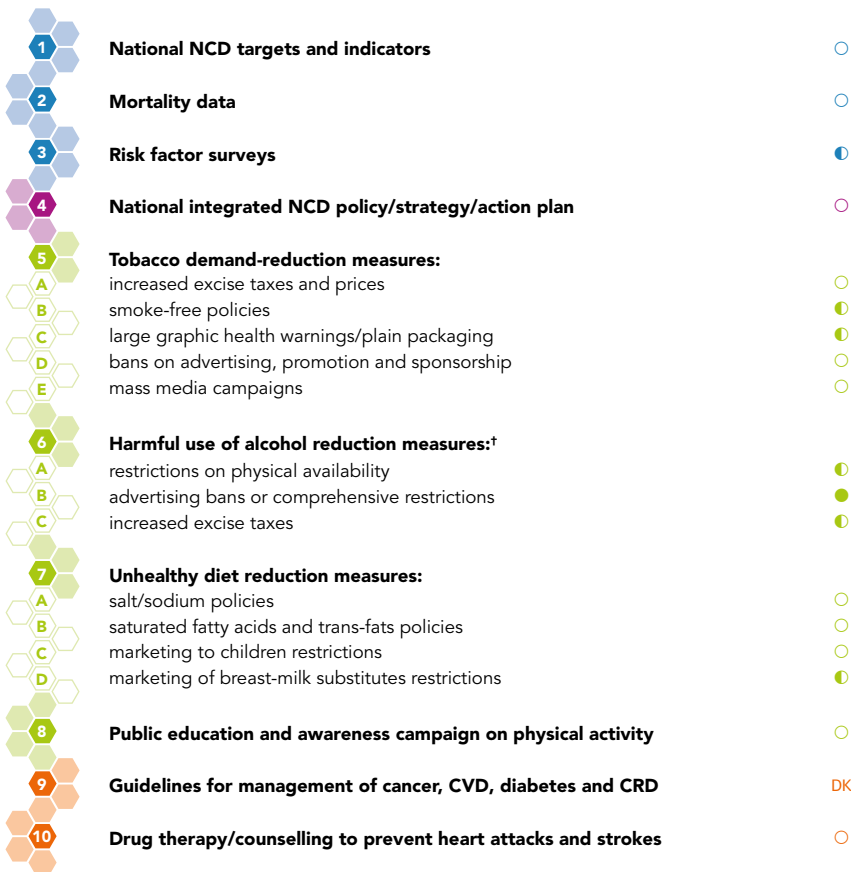 1 National NCD targets and indicators ○
2 Mortality data ○
3 Risk factor surveys ◐
4 National integrated NCD policy/strategy/action plan ○
5 Tobacco demand-reduction measures:
A increased excise taxes and prices ○
B smoke-free policies ◐
C large graphic health warnings/plain packaging ◐
D bans on advertising, promotion and sponsorship ○
E mass media campaigns ○
6 Harmful use of alcohol reduction measures:†
A restrictions on physical availability ◐
B advertising bans or comprehensive restrictions ●
C increased excise taxes ◐
7 Unhealthy diet reduction measures:
A salt/sodium policies ○
B saturated fatty acids and trans-fats policies ○
C marketing to children restrictions ○
D marketing of breast-milk substitutes restrictions ◐
8 Public education and awareness campaign on physical activity ○
9 Guidelines for management of cancer, CVD, diabetes and CRD DK
10 Drug therapy/counselling to prevent heart attacks and strokes ○